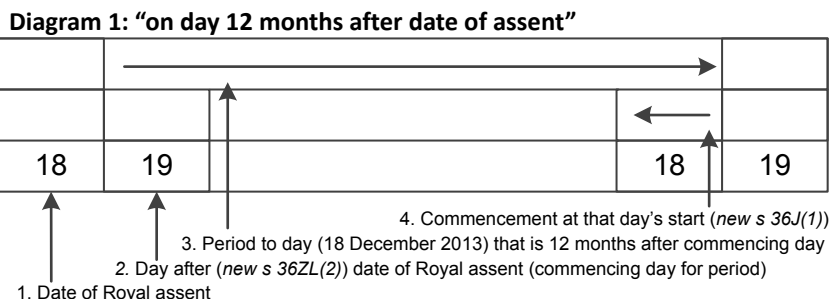 Diagram 1: “on day 12 months after date of assent”
18 19 18 19
4. Commencement at that day’s start (new s 36J(1))
3. Period to day (18 December 2013) that is 12 months after commencing day
2. Day after (new s 36ZL(2)) date of Royal assent (commencing day for period)
1. Date of Royal assent